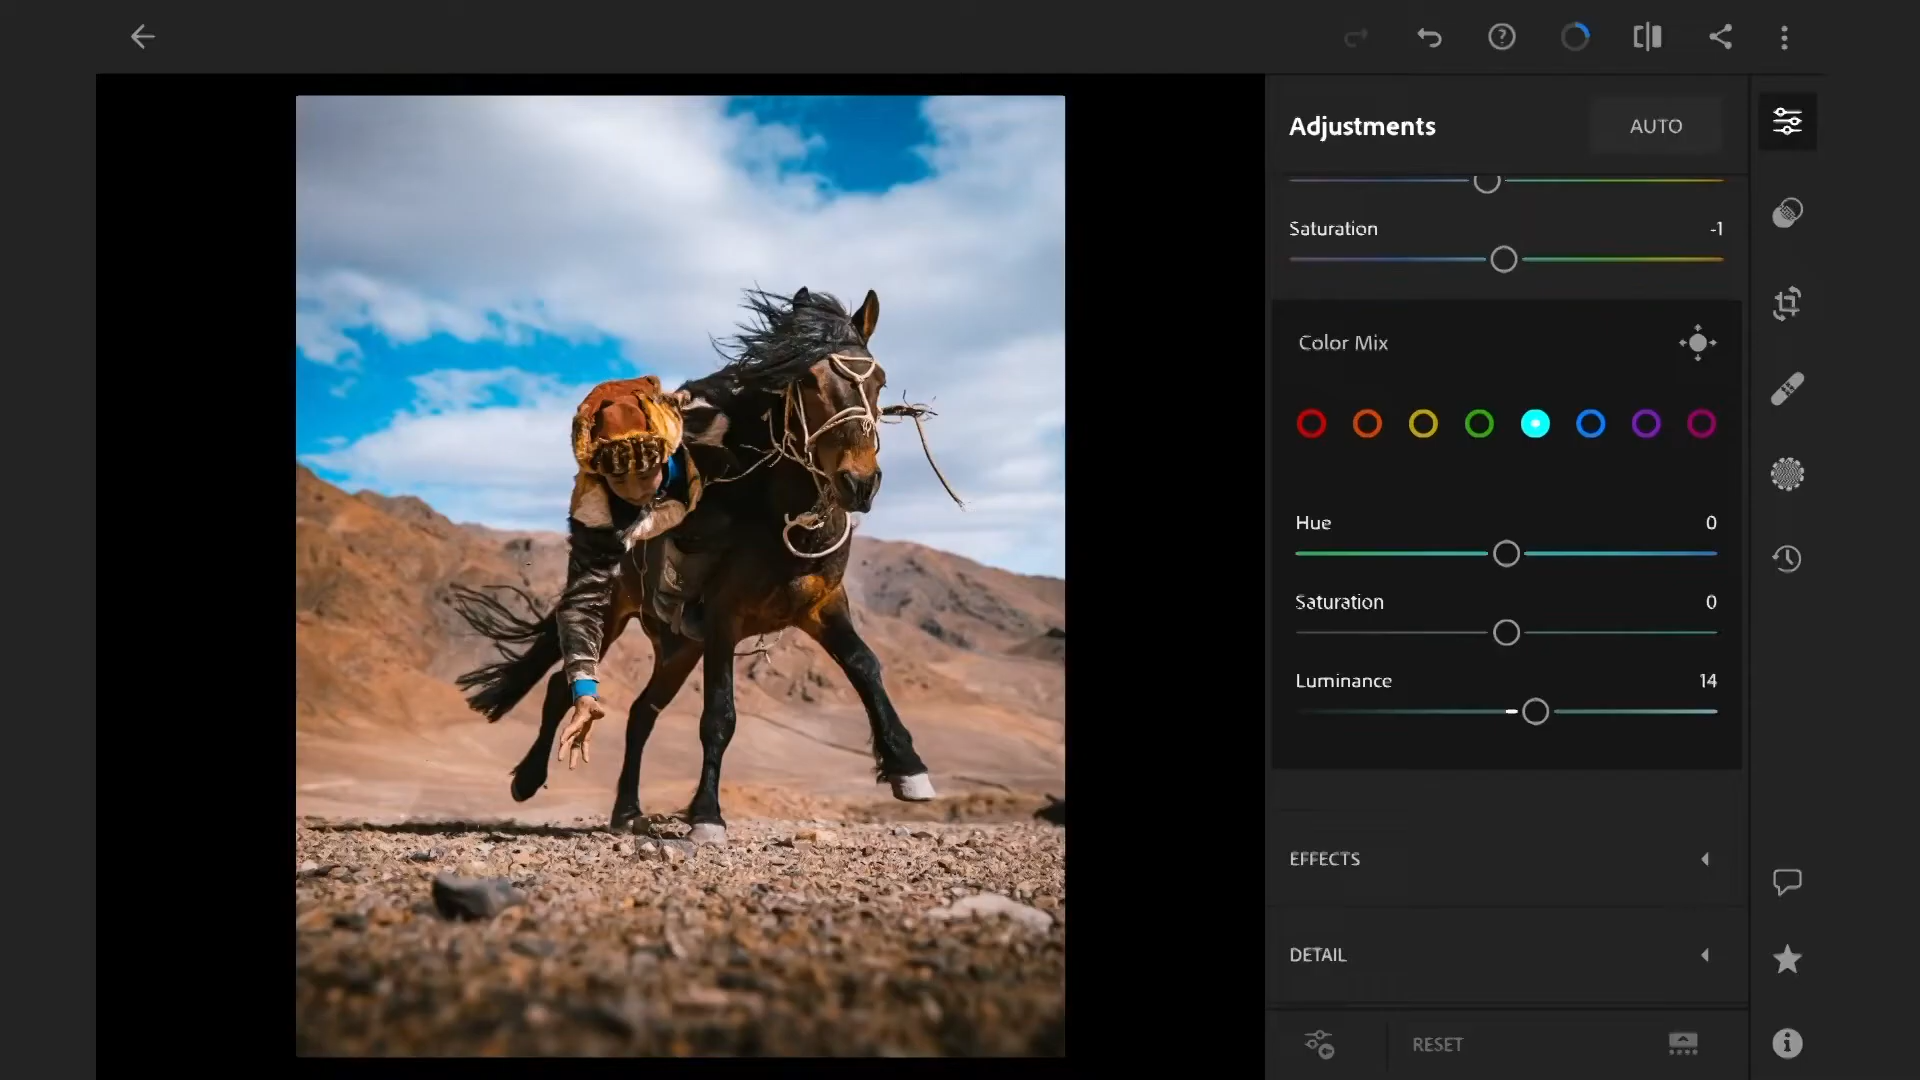 Adjustments
AUTO
Saturation
-1
Color Mix
Hue
0
Saturation
0
Luminance
14
EFFECTS
DETAIL
RESET